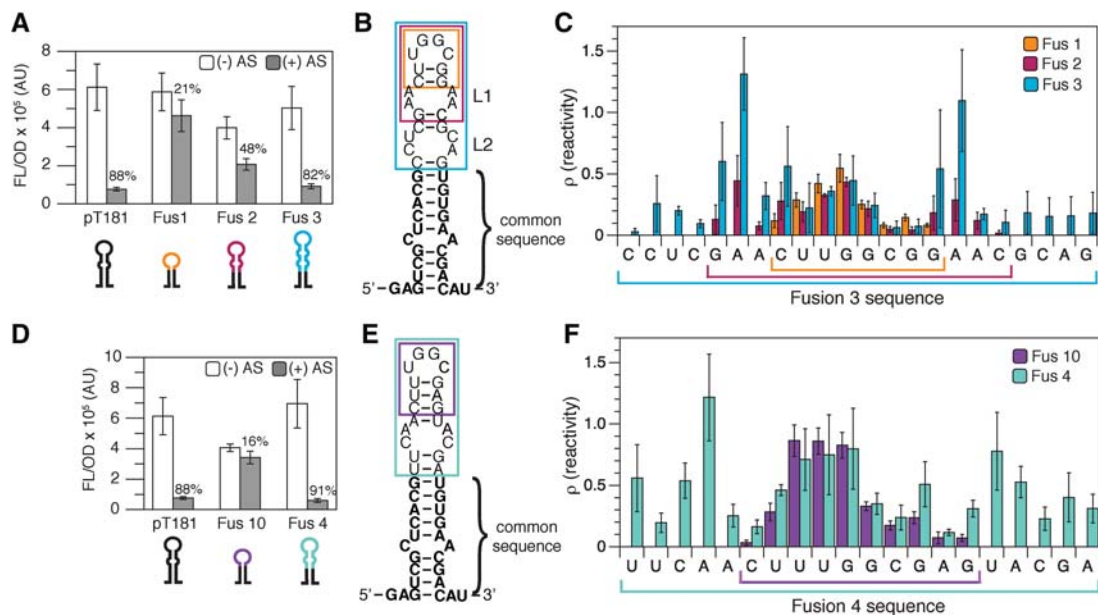 A
FL/OD x 10⁵ (AU)
8
6
4
2
0
(-) AS (+) AS
21%
88%
48%
82%
pT181 Fus1 Fus 2 Fus 3
B
G G
U C
U U
C G
A A
A A
G C
C G
U C
U A
C G
C U
G G
C U
A G
C A
U A
C A
G C
C G
U A
5'-GAG CAU-3'
L1
L2
common
sequence
C
ρ (reactivity)
1.5
1.0
0.5
0
Fus 1
Fus 2
Fus 3
C C U C G A A C U U G G C G G A A C G C A G
Fusion 3 sequence
D
FL/OD x 10⁵ (AU)
10
8
6
4
2
0
(-) AS (+) AS
88%
16%
91%
pT181 Fus 10 Fus 4
E
common
sequence
5'-GAG CAU-3'
F
ρ (reactivity)
1.5
1.0
0.5
0
Fus 10
Fus 4
U U C A A C U U U G G C G A G U A C G A
Fusion 4 sequence